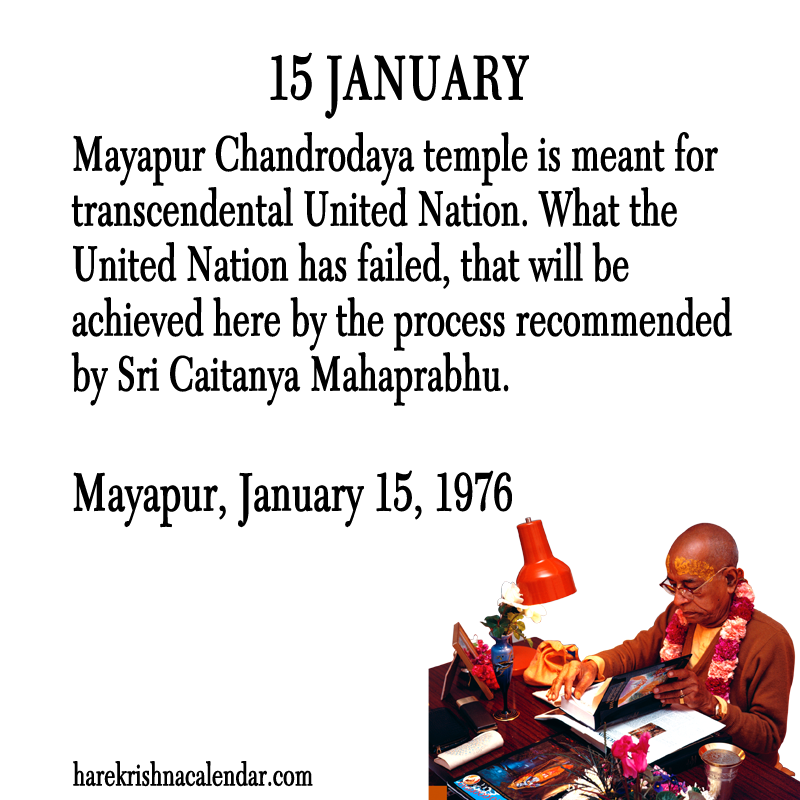 15 JANUARY
Mayapur Chandrodaya temple is meant for
transcendental United Nation. What the
United Nation has failed, that will be
achieved here by the process recommended
by Sri Caitanya Mahaprabhu.
Mayapur, January 15, 1976
harekrishnacalendar.com